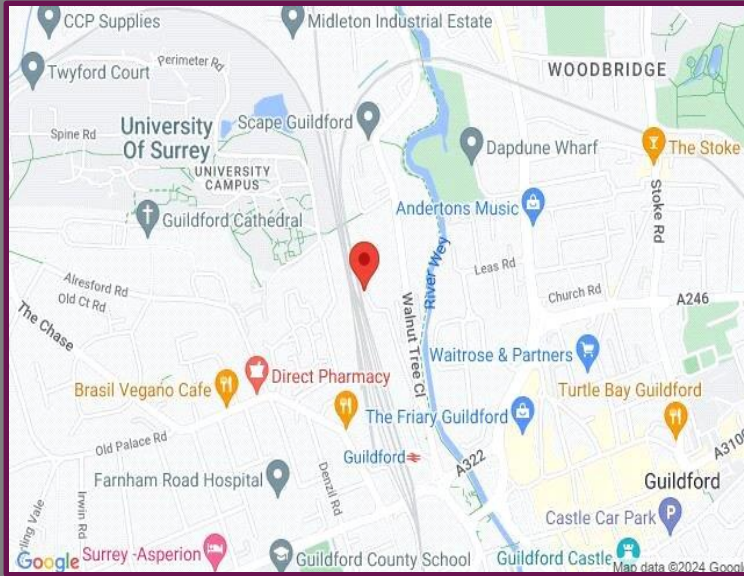 CCP Supplies
Midleton Industrial Estate
Twyford Court
Perimeter Rd
WOODBRIDGE
Spine Rd
University
Of Surrey
Scape Guildford
Dapdune Wharf
The Stoke
UNIVERSITY
CAMPUS
Guildford Cathedral
Andertons Music
Stoke Rd
River Wey
Leas Rd
Alresford Rd
Old Ct Rd
Church Rd
A246
The Chase
Walnut Tree Cl
Waitrose & Partners
Direct Pharmacy
Brasil Vegano Cafe
Turtle Bay Guildford
The Friary Guildford
Old Palace Rd
Guildford
A322
A3100
Farnham Road Hospital
Denzil Rd
Guildford
Irwin Rd
Castle Car Park
P
Google
Surrey -Asperion
Guildford County School
Guildford Castle
Map data ©2024 Google